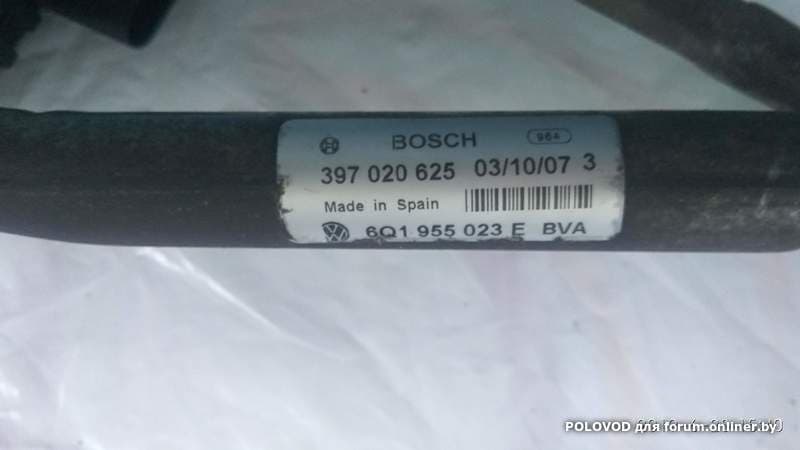 BOSCH 964
397 020 625 03/10/07 3
Made in Spain
6Q1 955 023 E BVA
POLOVOD для forum.onliner.by